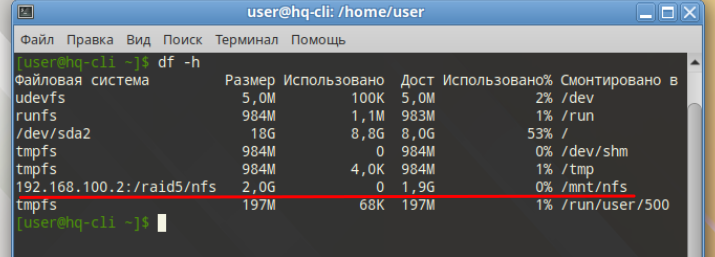 user@hq-cli: /home/user
Файл Правка Вид Поиск Терминал Помощь
[user@hq-cli ~]$ df -h
Файловая система Размер Использовано Дост Использовано% Смонтировано в
udevfs 5,0M 100K 5,0M 2% /dev
runfs 984M 1,1M 983M 1% /run
/dev/sda2 18G 8,8G 8,0G 53% /
tmpfs 984M 0 984M 0% /dev/shm
tmpfs 984M 4,0K 984M 1% /tmp
192.168.100.2:/raid5/nfs 2,0G 0 1,9G 0% /mnt/nfs
tmpfs 197M 68K 197M 1% /run/user/500
[user@hq-cli ~]$